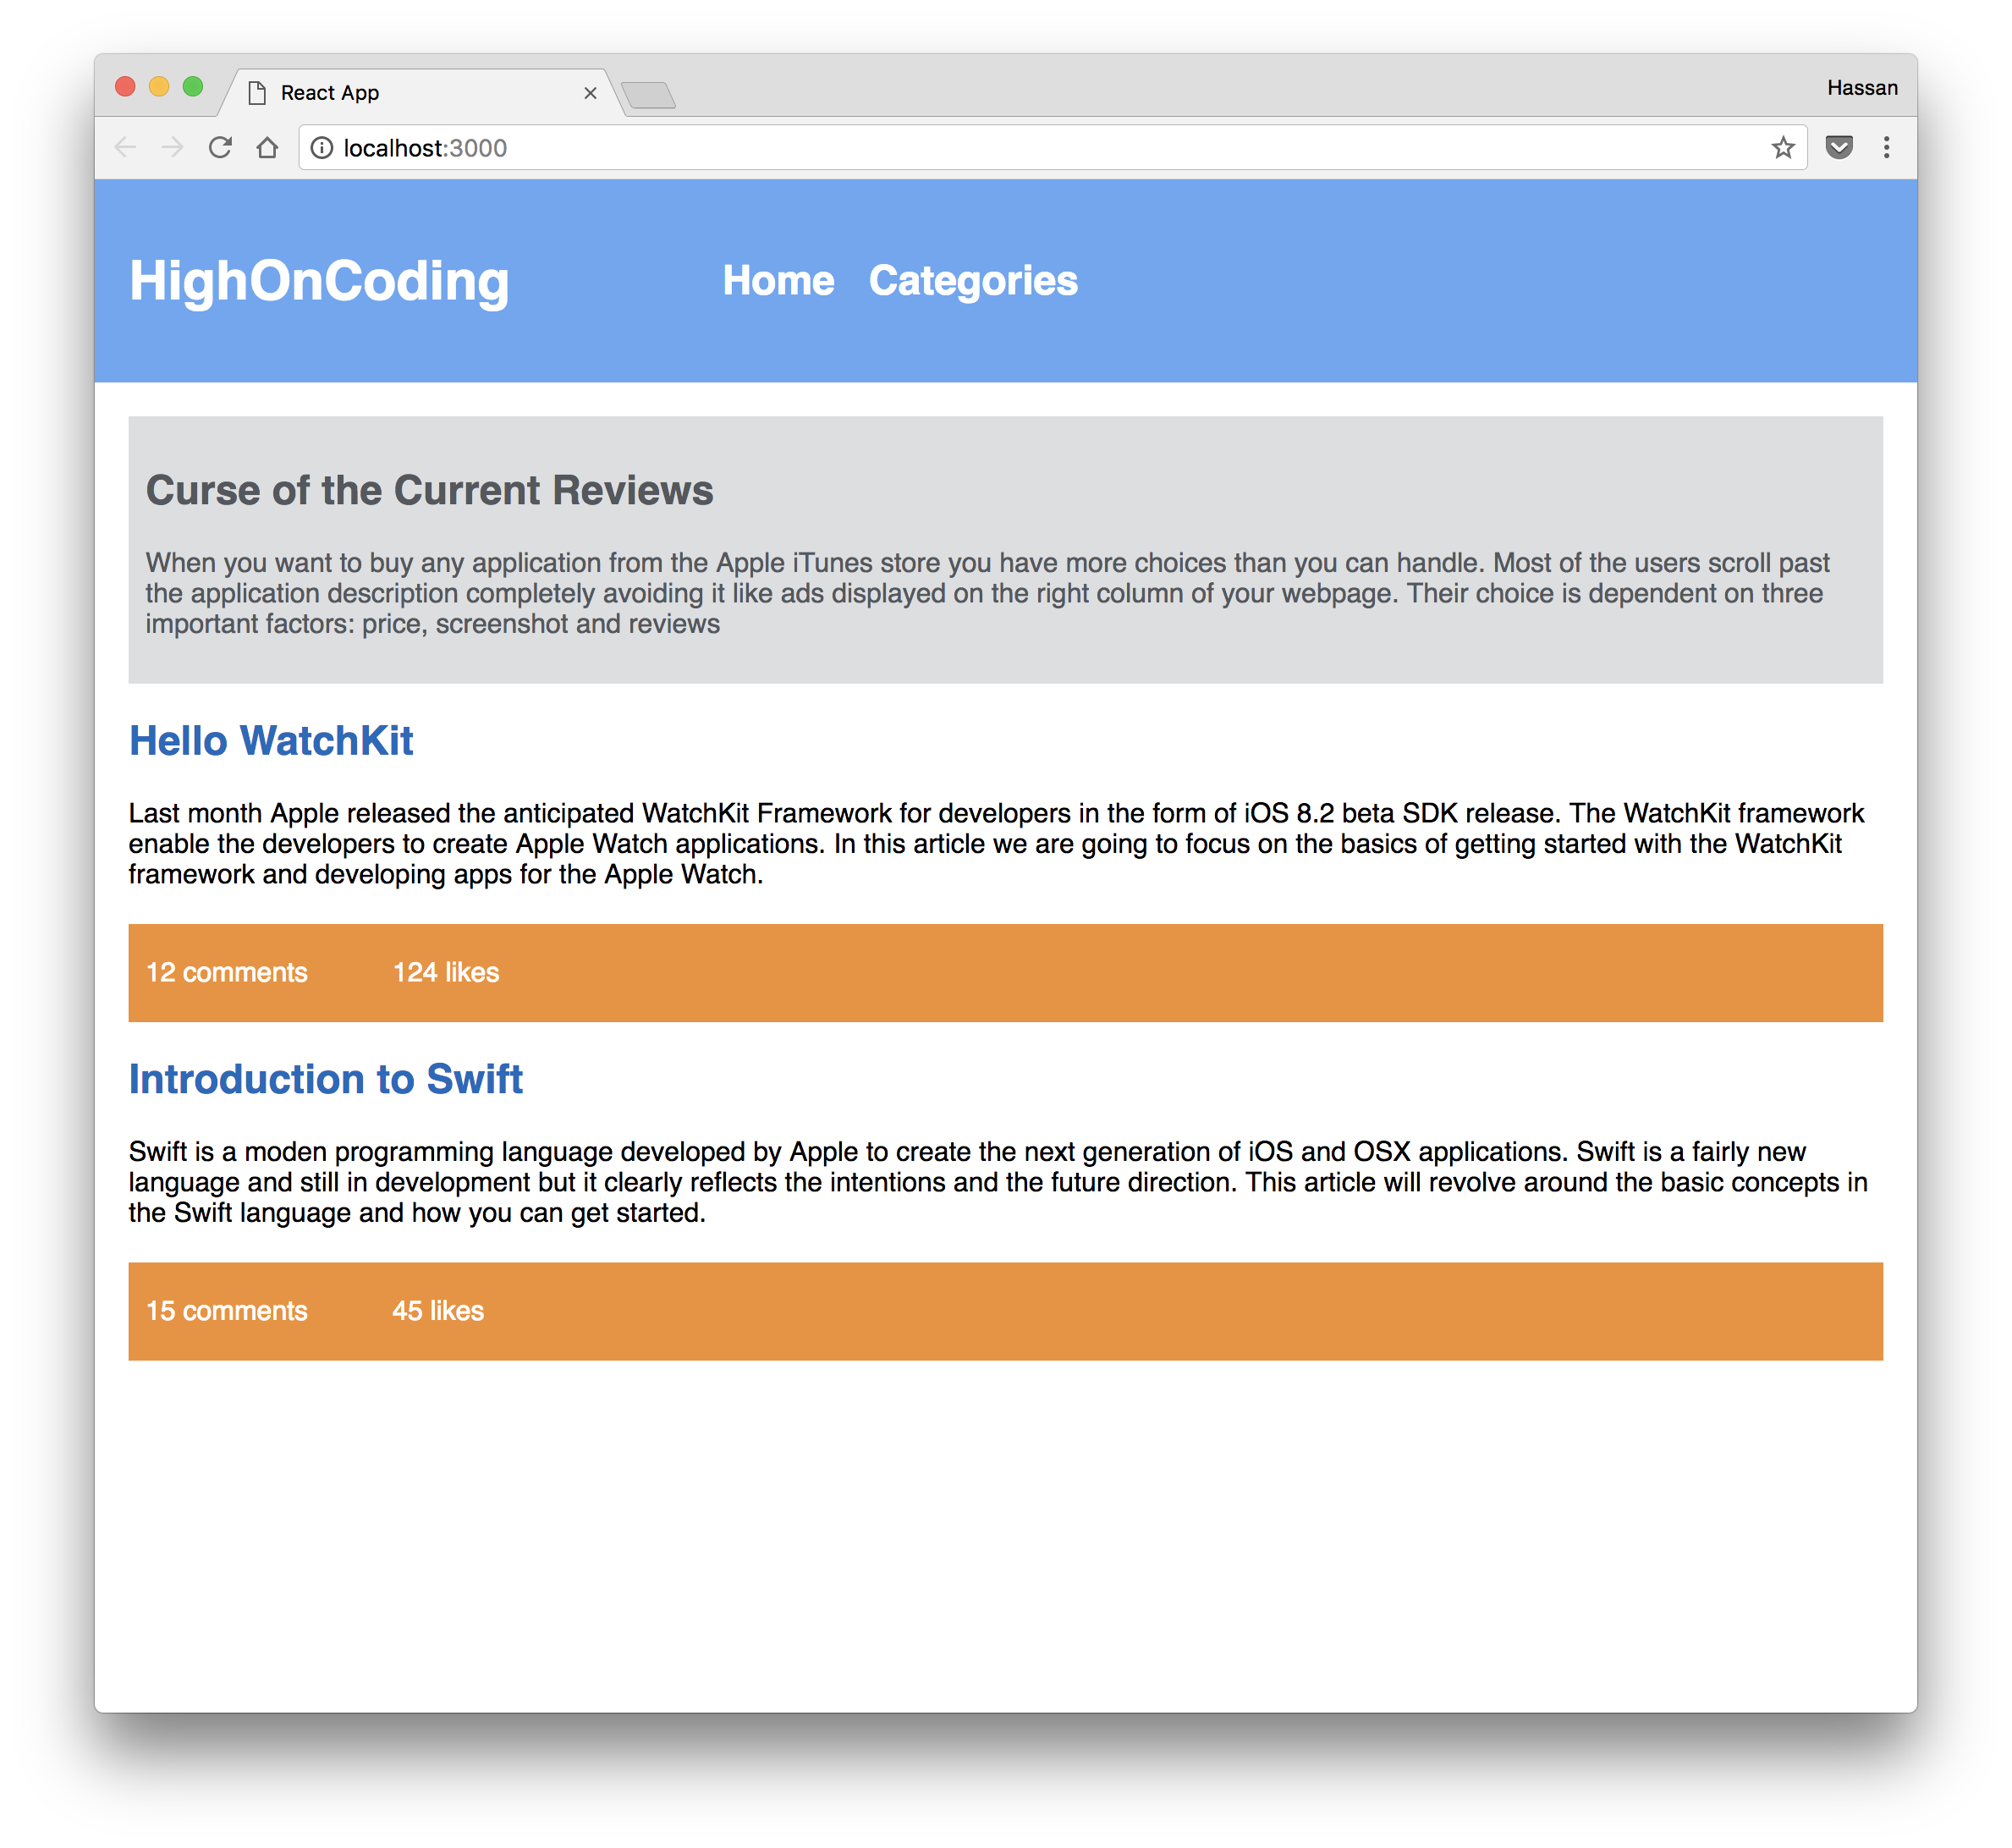 React App
Hassan
localhost:3000
HighOnCoding
Home Categories
Curse of the Current Reviews
When you want to buy any application from the Apple iTunes store you have more choices than you can handle. Most of the users scroll past
the application description completely avoiding it like ads displayed on the right column of your webpage. Their choice is dependent on three
important factors: price, screenshot and reviews
Hello WatchKit
Last month Apple released the anticipated WatchKit Framework for developers in the form of iOS 8.2 beta SDK release. The WatchKit framework
enable the developers to create Apple Watch applications. In this article we are going to focus on the basics of getting started with the WatchKit
framework and developing apps for the Apple Watch.
12 comments 124 likes
Introduction to Swift
Swift is a moden programming language developed by Apple to create the next generation of iOS and OSX applications. Swift is a fairly new
language and still in development but it clearly reflects the intentions and the future direction. This article will revolve around the basic concepts in
the Swift language and how you can get started.
15 comments 45 likes